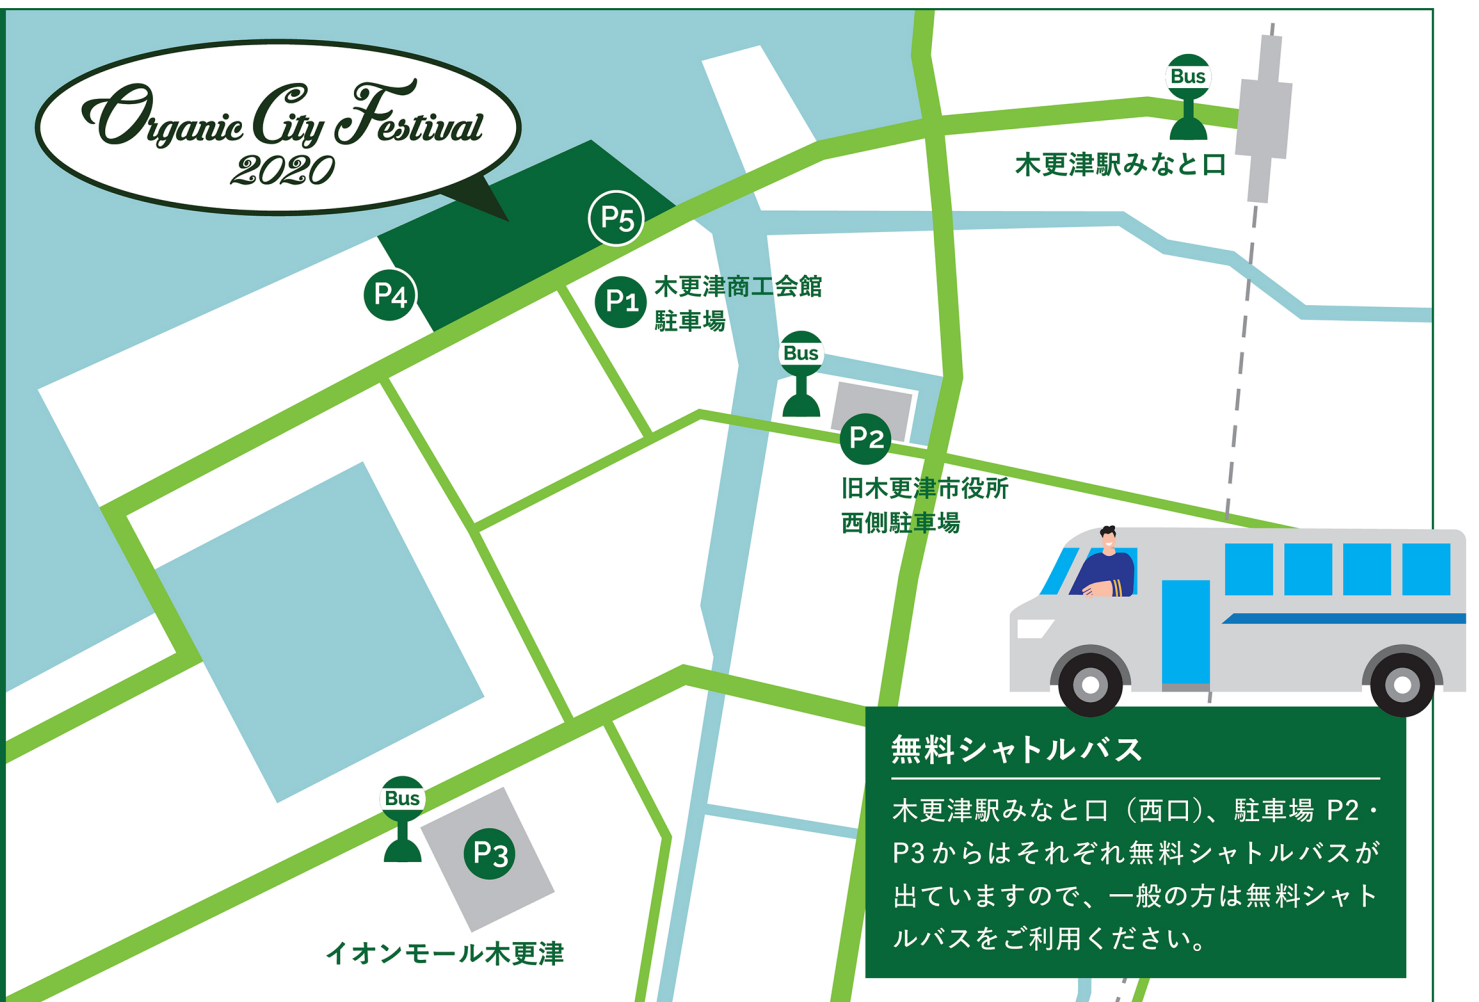 Organic City Festival
2020
Bus
木更津駅みなと口
P5
P4
P1
木更津商工会館
駐車場
Bus
P2
旧木更津市役所
西側駐車場
Bus
P3
イオンモール木更津
無料シャトルバス
木更津駅みなと口（西口）、駐車場 P2・
P3からはそれぞれ無料シャトルバスが
出ていますので、一般の方は無料シャト
ルバスをご利用ください。